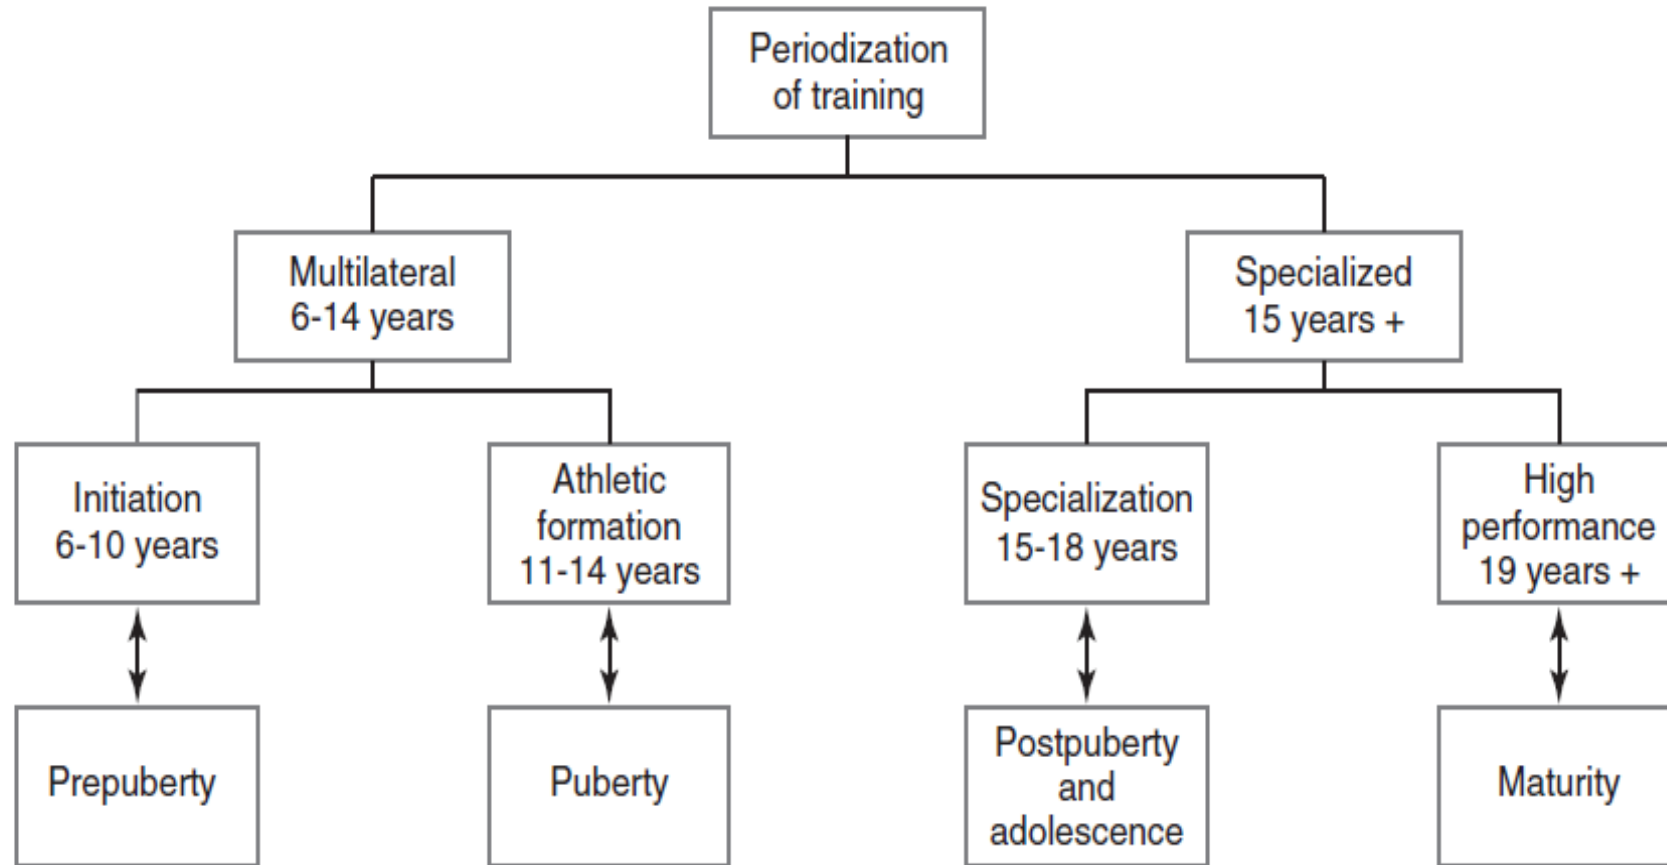 Periodization
of training
Multilateral
6-14 years
Specialized
15 years +
Initiation
6-10 years
Athletic
formation
11-14 years
Specialization
15-18 years
High
performance
19 years +
Prepuberty
Puberty
Postpuberty
and
adolescence
Maturity